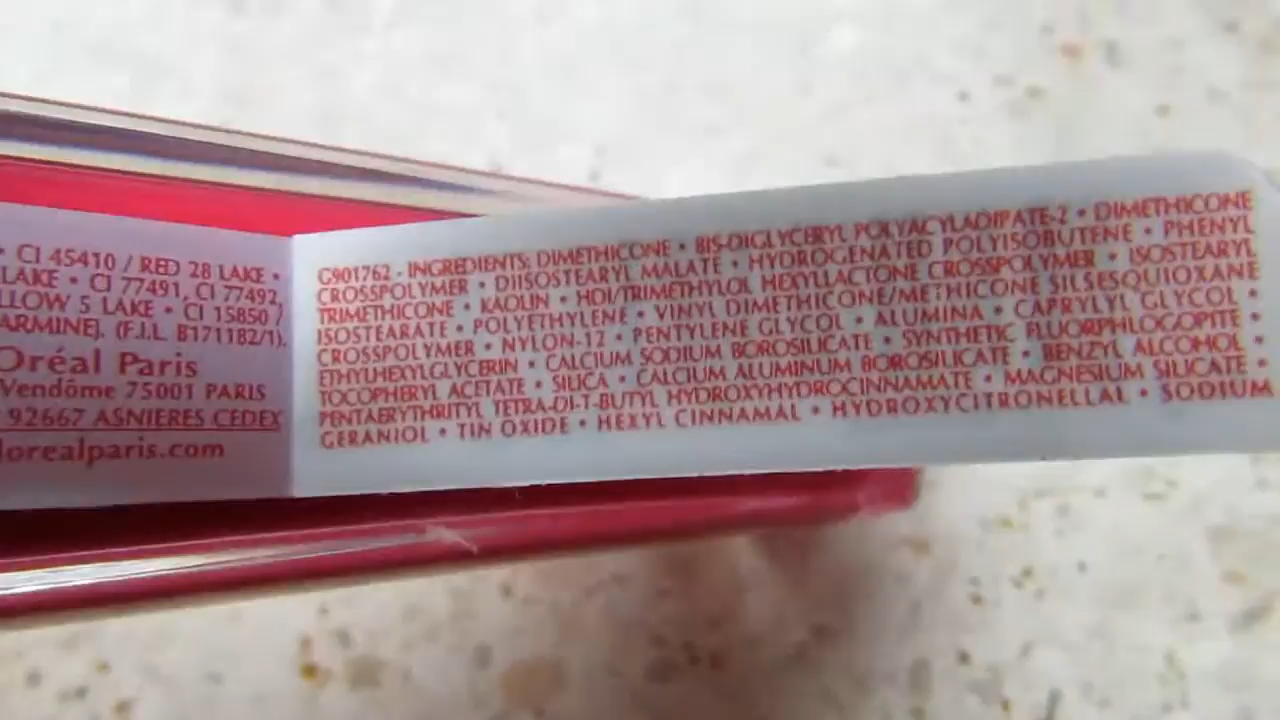 • CI 45410 / RED 28 LAKE •
LAKE • CI 77491, CI 77492,
LLOW 5 LAKE • CI 15850 /
ARMINE]. (F.I.L. B171182/1).
Oréal Paris
Vendôme 75001 PARIS
92667 ASNIERES CEDEX
lorealparis.com
G901762 - INGREDIENTS: DIMETHICONE • BIS-DIGLYCERYL POLYACYLADIPATE-2 • DIMETHICONE
CROSSPOLYMER • DIISOSTEARYL MALATE • HYDROGENATED POLYISOBUTENE • PHENYL
TRIMETHICONE • KAOLIN • HDI/TRIMETHYLOL HEXYLLACTONE CROSSPOLYMER • ISOSTEARYL
ISOSTEARATE • POLYETHYLENE • VINYL DIMETHICONE/METHICONE SILSESQUIOXANE
CROSSPOLYMER • NYLON-12 • PENTYLENE GLYCOL • ALUMINA • CAPRYLYL GLYCOL •
ETHYLHEXYLGLYCERIN • CALCIUM SODIUM BOROSILICATE • SYNTHETIC FLUORPHLOGOPITE •
TOCOPHERYL ACETATE • SILICA • CALCIUM ALUMINUM BOROSILICATE • BENZYL ALCOHOL •
PENTAERYTHRITYL TETRA-DI-T-BUTYL HYDROXYHYDROCINNAMATE • MAGNESIUM SILICATE •
GERANIOL • TIN OXIDE • HEXYL CINNAMAL • HYDROXYCITRONELLAL • SODIUM